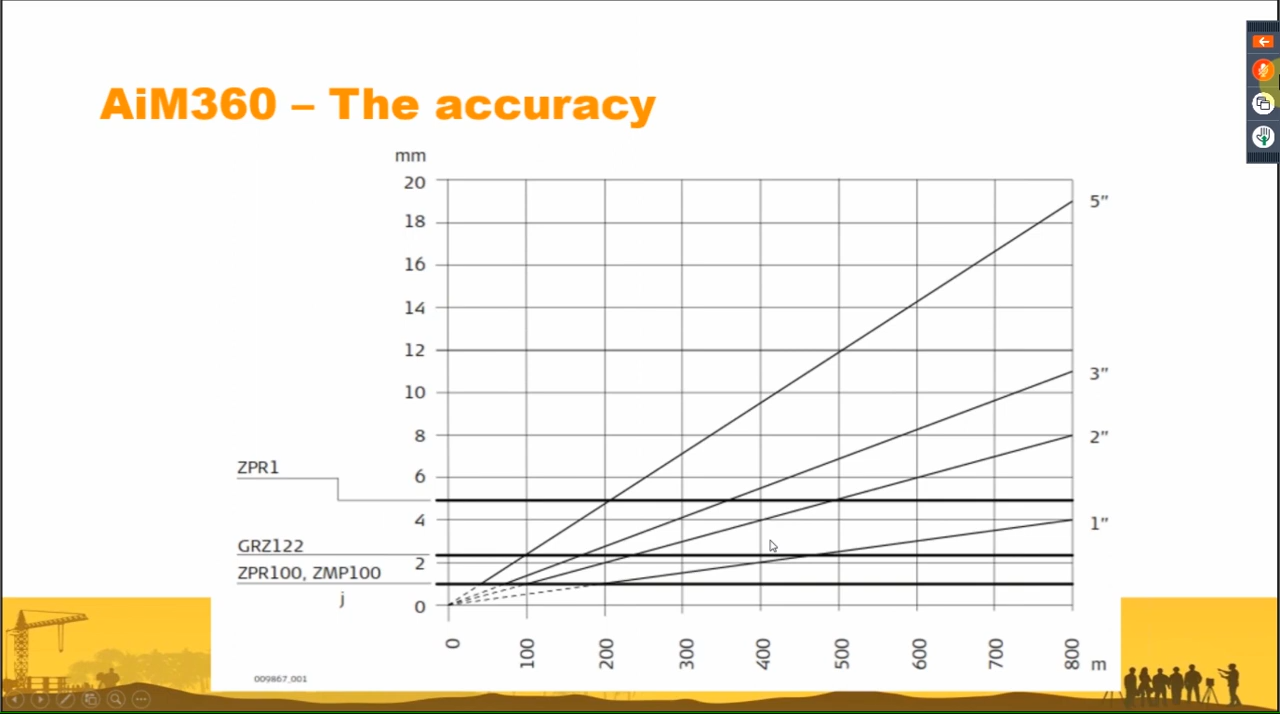 AiM360 – The accuracy
mm
20
18
16
14
12
10
8
6
4
2
0
5”
3”
2”
1”
ZPR1
GRZ122
ZPR100, ZMP100
j
0 100 200 300 400 500 600 700 800 m
009867_001